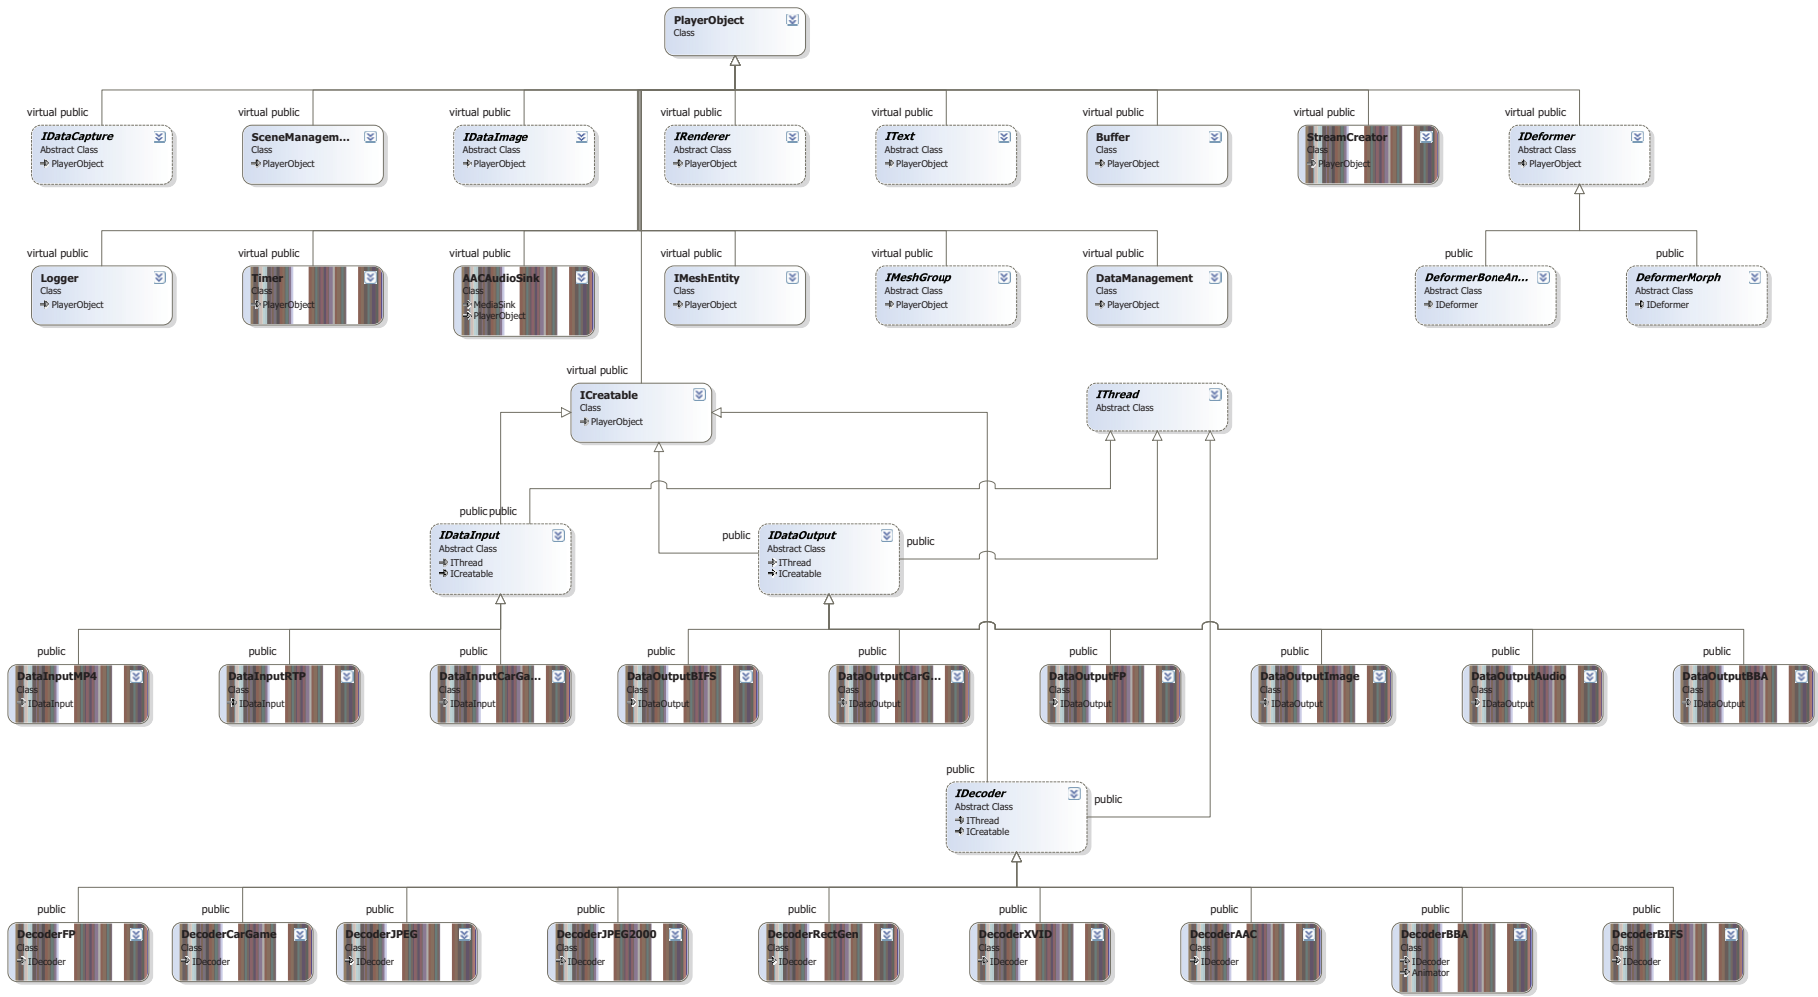 PlayerObject
Class
virtual public
virtual public
virtual public
virtual public
virtual public
virtual public
virtual public
virtual public
IDataCapture
Abstract Class
PlayerObject
SceneManagem...
Class
PlayerObject
IDataImage
Abstract Class
PlayerObject
IRenderer
Abstract Class
PlayerObject
IText
Abstract Class
PlayerObject
Buffer
Class
PlayerObject
StreamCreator
Class
PlayerObject
IDeformer
Abstract Class
PlayerObject
virtual public
virtual public
virtual public
virtual public
virtual public
virtual public
public
public
Logger
Class
PlayerObject
Timer
Class
PlayerObject
AACAudioSink
Class
MediaSink
PlayerObject
IMeshEntity
Class
PlayerObject
IMeshGroup
Abstract Class
PlayerObject
DataManagement
Class
PlayerObject
DeformerBoneAn...
Abstract Class
IDeformer
DeformerMorph
Abstract Class
IDeformer
virtual public
ICreatable
Class
PlayerObject
IThread
Abstract Class
public
public
IDataInput
Abstract Class
IThread
ICreatable
public
IDataOutput
Abstract Class
IThread
ICreatable
public
public
public
public
public
public
public
public
public
public
DataInputMP4
Class
IDataInput
DataInputRTP
Class
IDataInput
DataInputCarGa...
Class
IDataInput
DataOutputBIFS
Class
IDataOutput
DataOutputCarG...
Class
IDataOutput
DataOutputFP
Class
IDataOutput
DataOutputImage
Class
IDataOutput
DataOutputAudio
Class
IDataOutput
DataOutputBBA
Class
IDataOutput
public
IDecoder
Abstract Class
IThread
ICreatable
public
public
public
public
public
public
public
public
public
public
DecoderFP
Class
IDecoder
DecoderCarGame
Class
IDecoder
DecoderJPEG
Class
IDecoder
DecoderJPEG2000
Class
IDecoder
DecoderRectGen
Class
IDecoder
DecoderXVID
Class
IDecoder
DecoderAAC
Class
IDecoder
DecoderBBA
Class
IDecoder
Animator
DecoderBIFS
Class
IDecoder